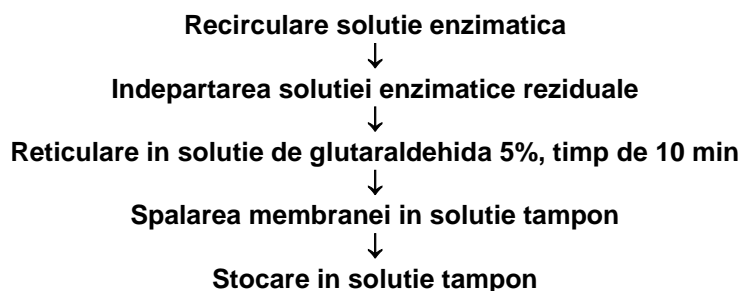 Recirculare solutie enzimatica
↓
Indepartarea solutiei enzimatice reziduale
↓
Reticulare in solutie de glutaraldehida 5%, timp de 10 min
↓
Spalarea membranei in solutie tampon
↓
Stocare in solutie tampon